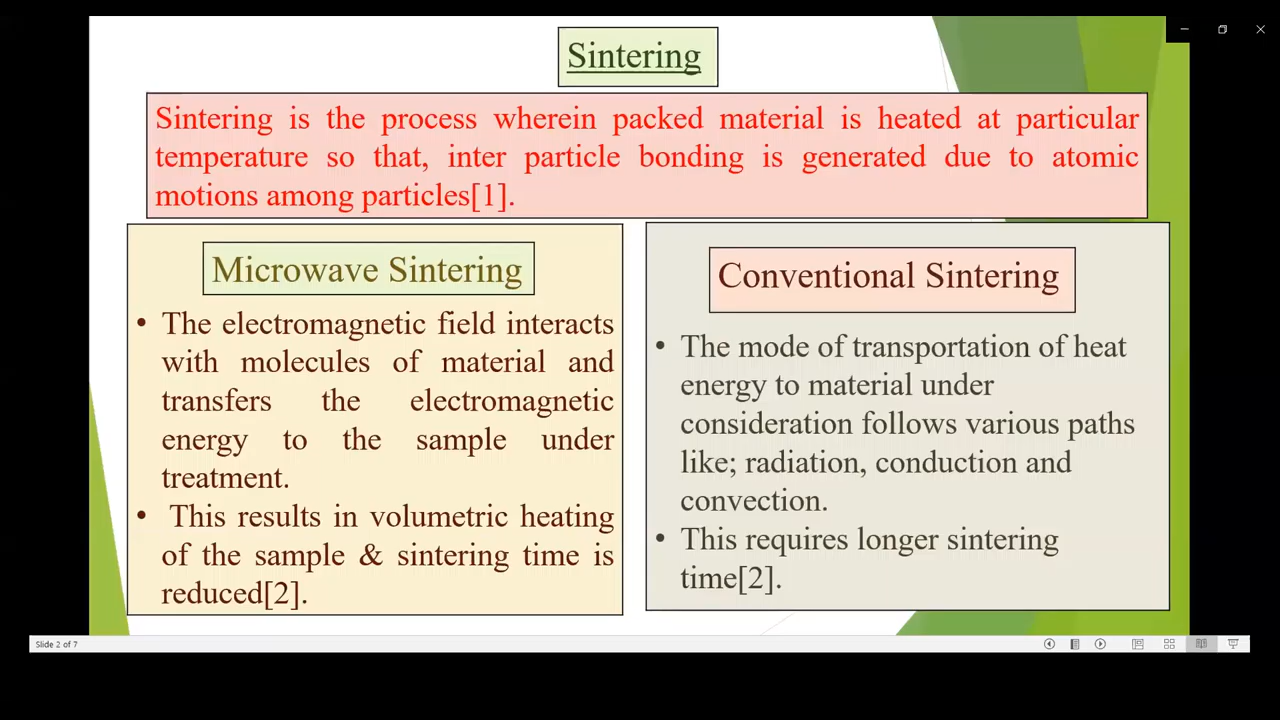 Sintering
Sintering is the process wherein packed material is heated at particular
temperature so that, inter particle bonding is generated due to atomic
motions among particles[1].
Microwave Sintering
• The electromagnetic field interacts
with molecules of material and
transfers the electromagnetic
energy to the sample under
treatment.
• This results in volumetric heating
of the sample & sintering time is
reduced[2].
Conventional Sintering
• The mode of transportation of heat
energy to material under
consideration follows various paths
like; radiation, conduction and
convection.
• This requires longer sintering
time[2].
Slide 2 of 7